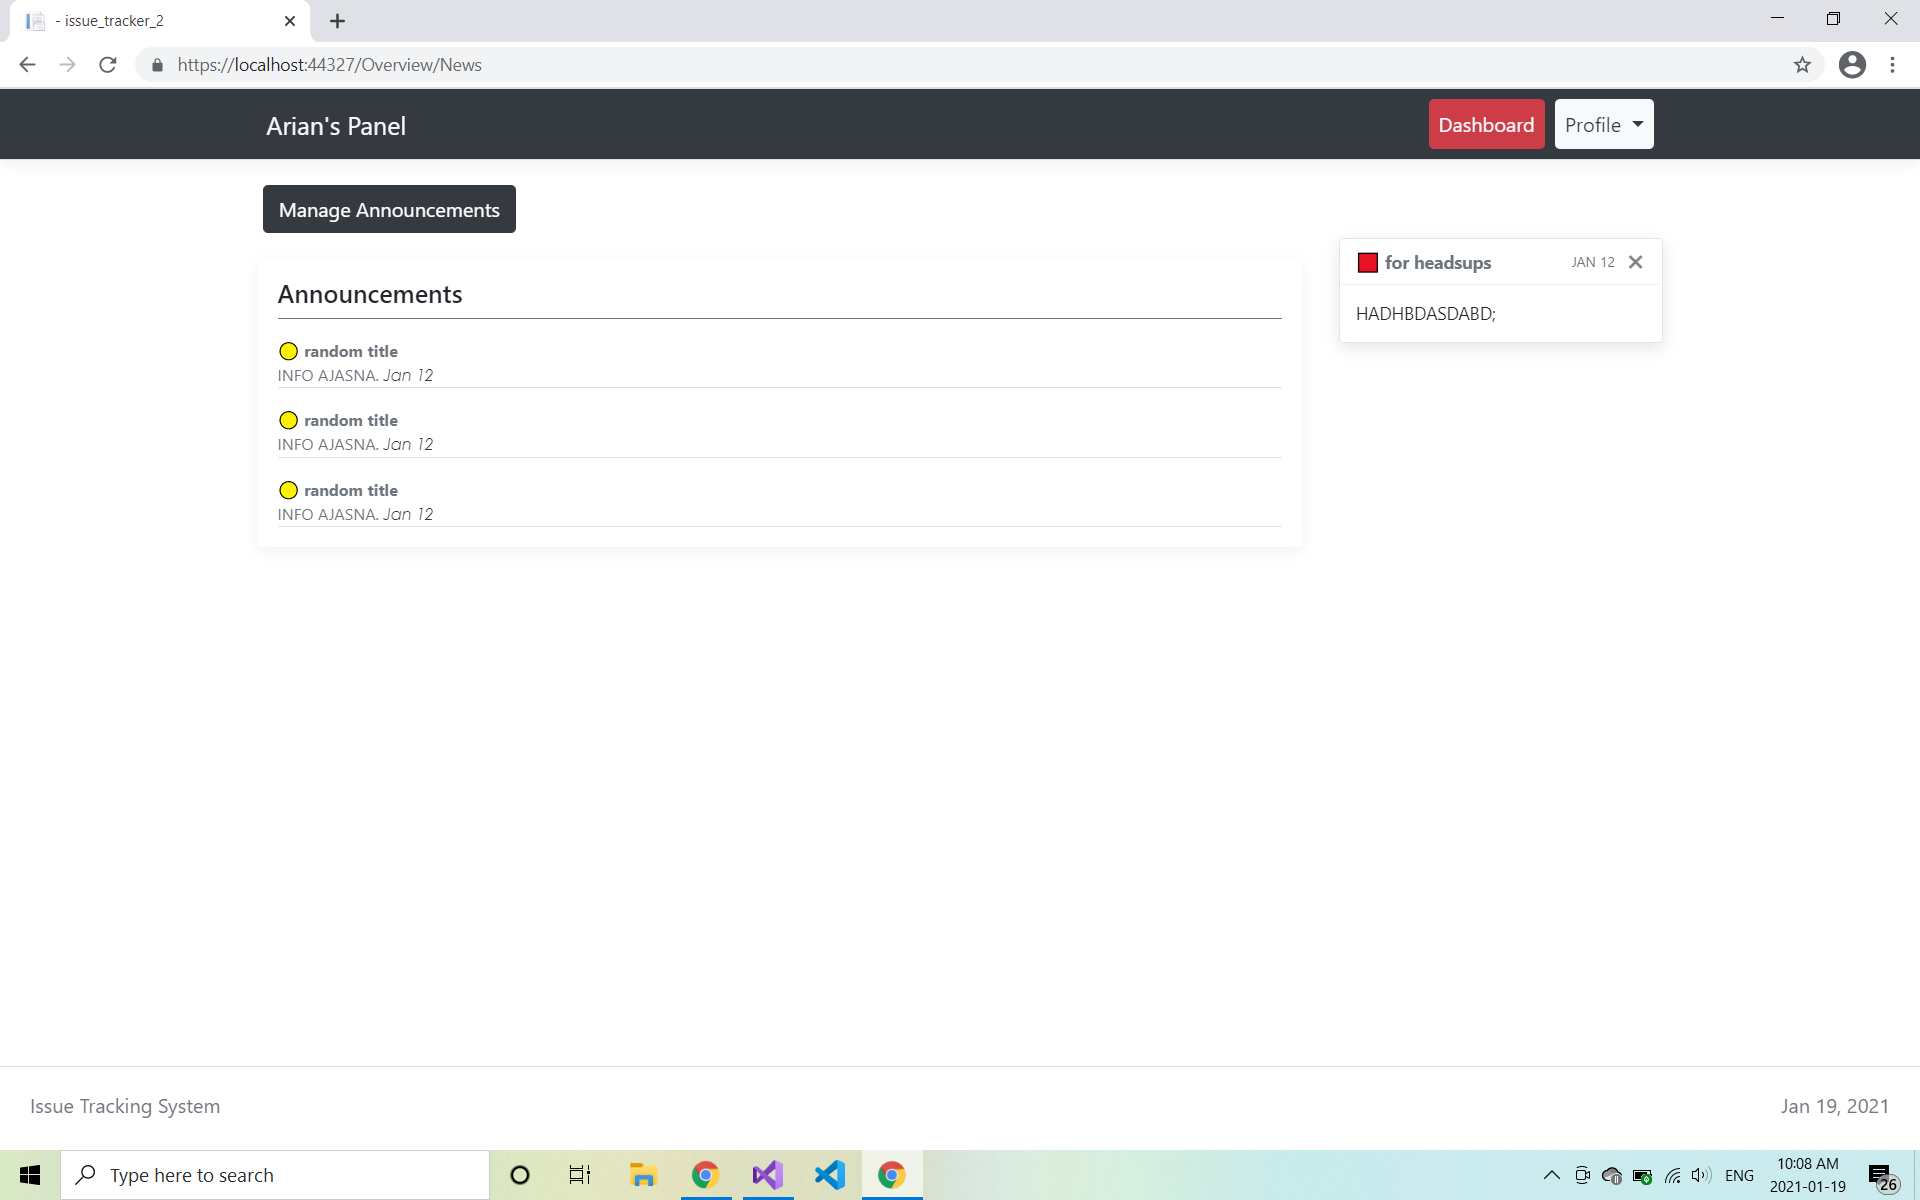 - issue_tracker_2
https://localhost:44327/Overview/News
Arian's Panel
Dashboard
Profile
Manage Announcements
Announcements
random title
INFO AJASNA. Jan 12
random title
INFO AJASNA. Jan 12
random title
INFO AJASNA. Jan 12
for headsups JAN 12
HADHBDASDABD;
Issue Tracking System
Jan 19, 2021
Type here to search
ENG
10:08 AM
2021-01-19
26